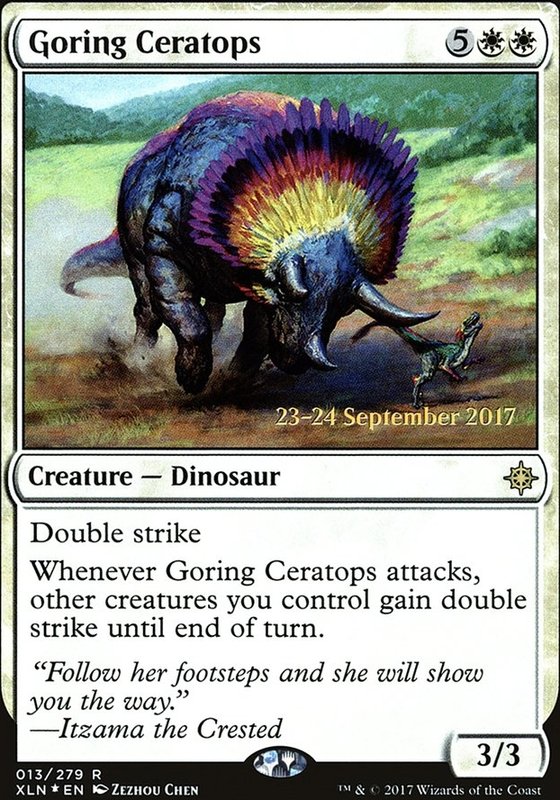 Goring Ceratops 5
23-24 September 2017
Creature — Dinosaur
Double strike
Whenever Goring Ceratops attacks,
other creatures you control gain double
strike until end of turn.
“Follow her footsteps and she will show
you the way.”
—Itzama the Crested
3/3
013/279 R
XLN★EN Zezhou Chen
™ & © 2017 Wizards of the Coast